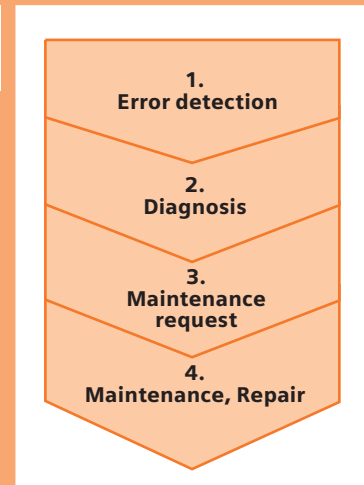 1.
Error detection
2.
Diagnosis
3.
Maintenance
request
4.
Maintenance, Repair